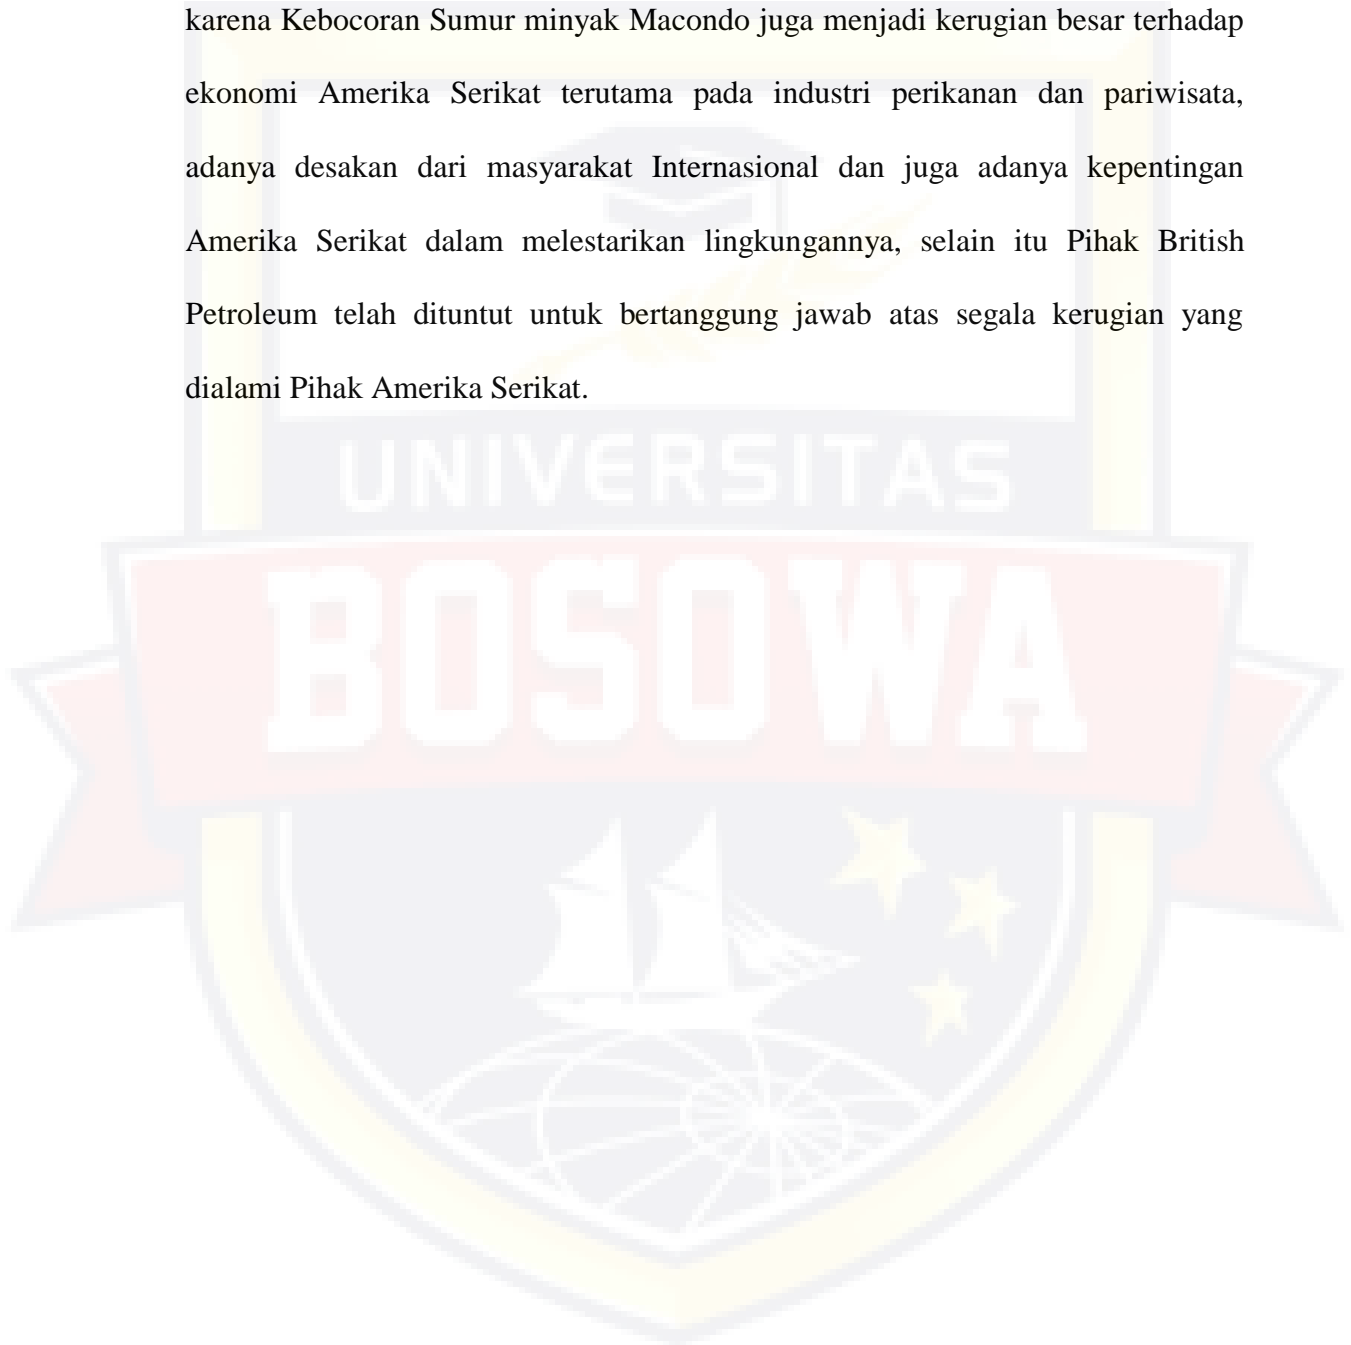 karena Kebocoran Sumur minyak Macondo juga menjadi kerugian besar terhadap
ekonomi Amerika Serikat terutama pada industri perikanan dan pariwisata,
adanya desakan dari masyarakat Internasional dan juga adanya kepentingan
Amerika Serikat dalam melestarikan lingkungannya, selain itu Pihak British
Petroleum telah dituntut untuk bertanggung jawab atas segala kerugian yang
dialami Pihak Amerika Serikat.
UNIVERSITAS
BOSOWA